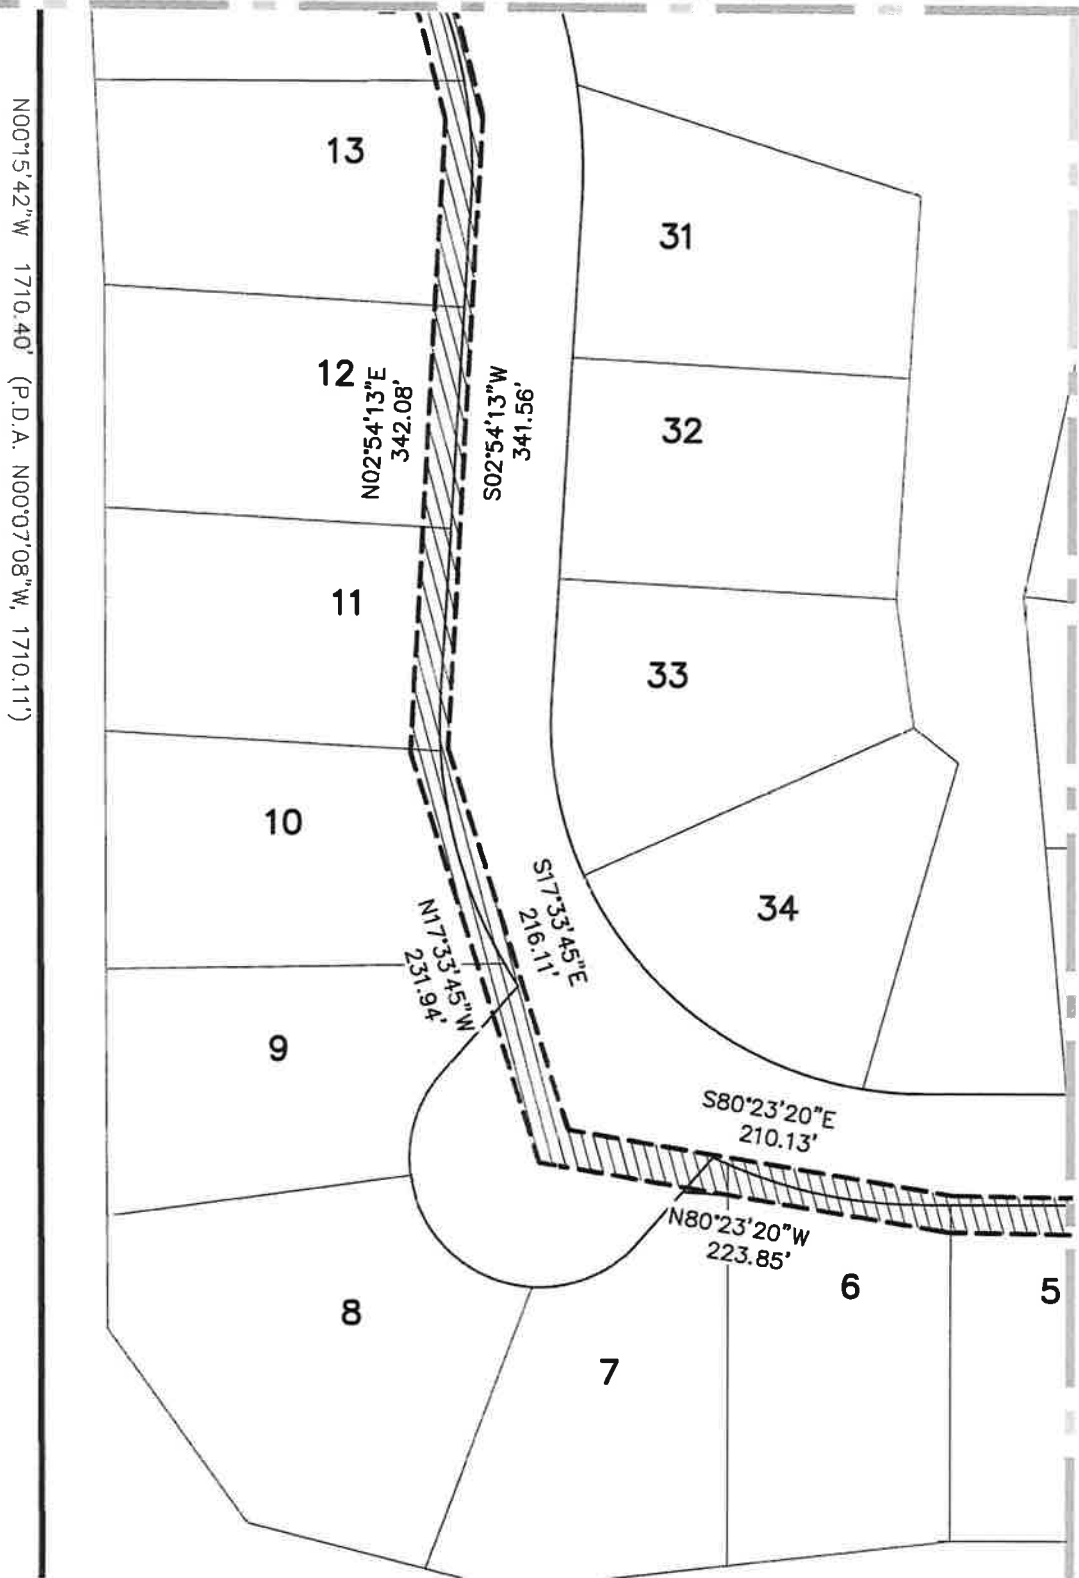 N00°15'42"W 1710.40' (P.D.A. N00°07'08"W, 1710.11')
13
31
12
N02°54'13"E
342.08'
S02°54'13"W
341.56'
32
11
33
10
S17°33'45"E
216.11'
34
N17°33'45"W
231.94'
9
S80°23'20"E
210.13'
N80°23'20"W
223.85'
6
5
8
7